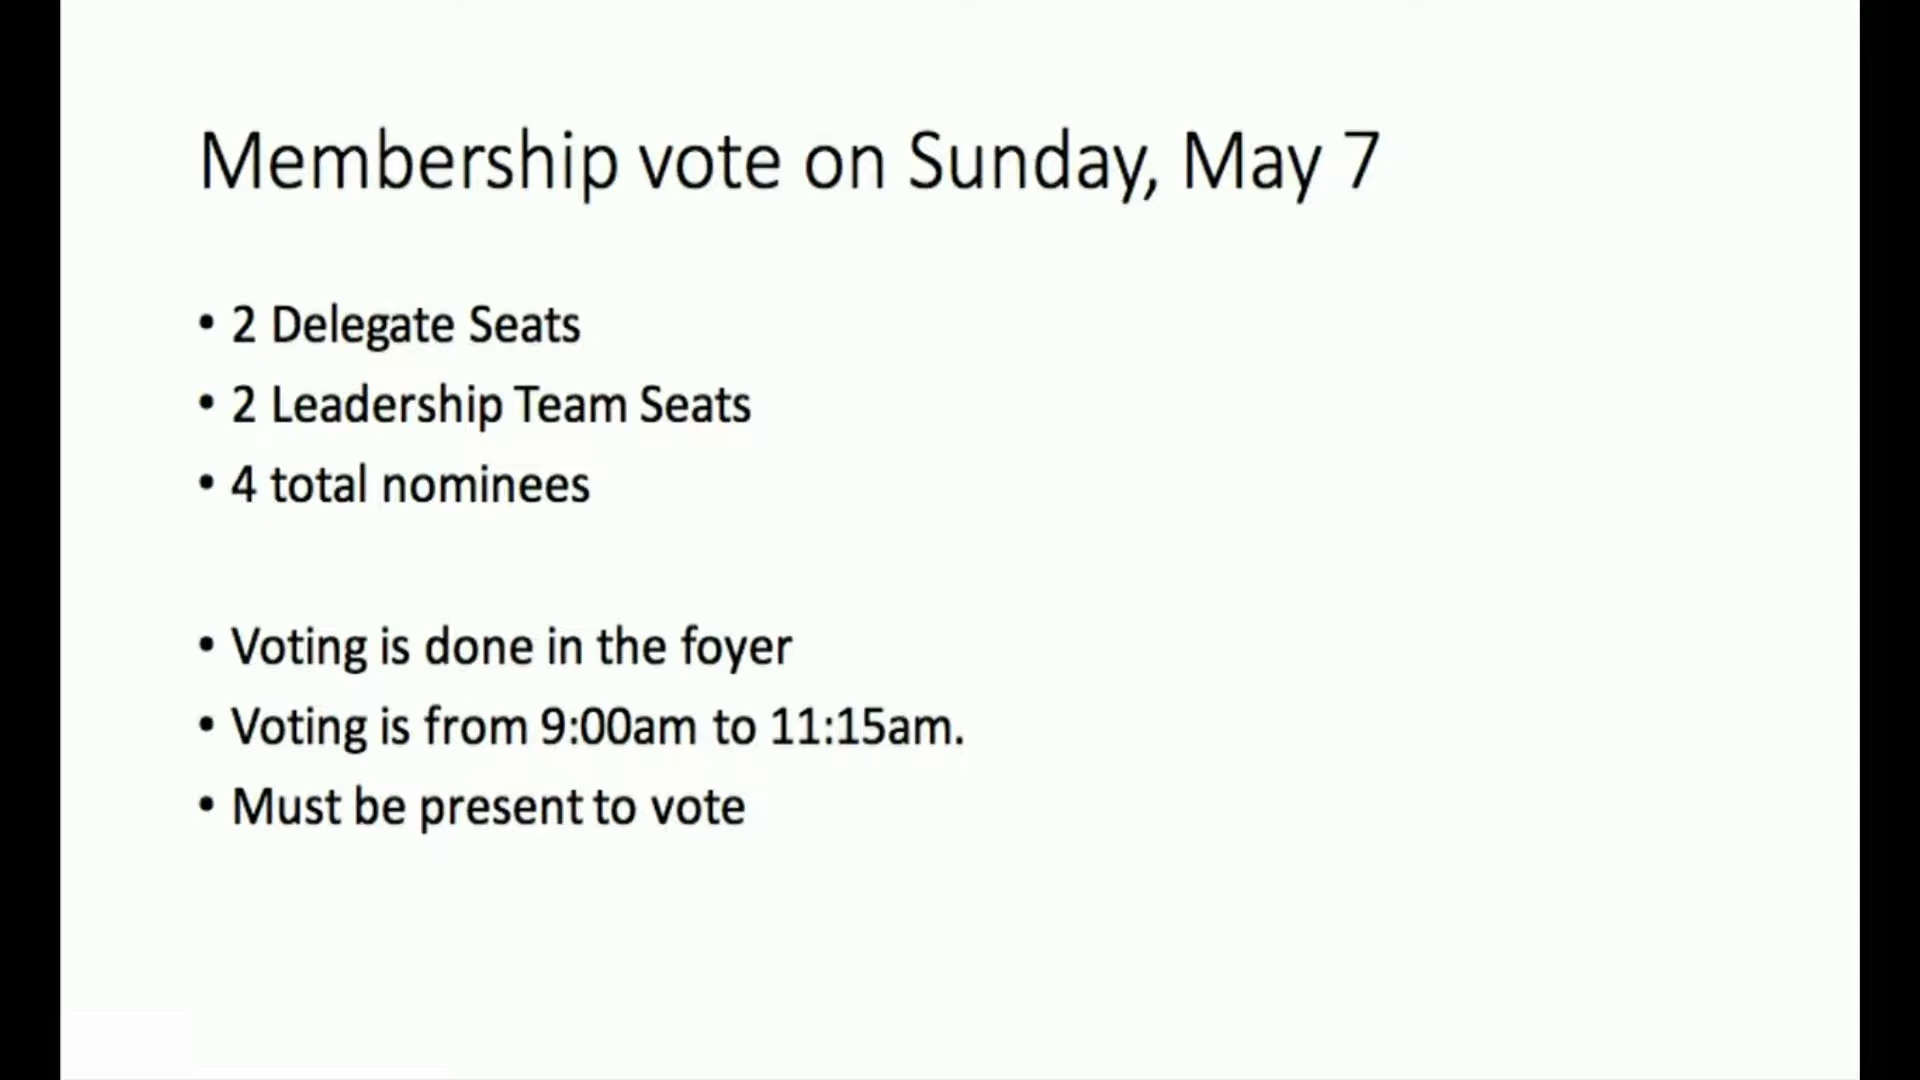 Membership vote on Sunday, May 7
• 2 Delegate Seats
• 2 Leadership Team Seats
• 4 total nominees
• Voting is done in the foyer
• Voting is from 9:00am to 11:15am.
• Must be present to vote